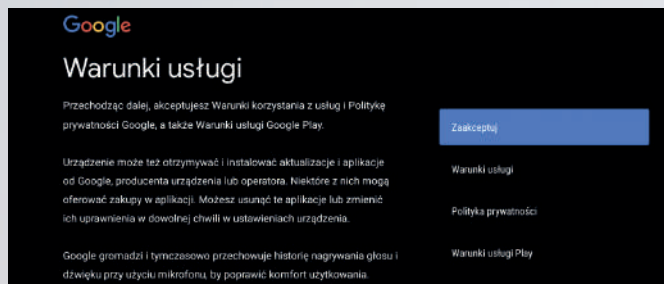 Google
Warunki usługi
Przechodząc dalej, akceptujesz Warunki korzystania z usług i Politykę
prywatności Google, a także Warunki usługi Google Play.
Urządzenie może też otrzymywać i instalować aktualizacje i aplikacje
od Google, producenta urządzenia lub operatora. Niektóre z nich mogą
oferować zakupy w aplikacji. Możesz usunąć te aplikacje lub zmienić
ich uprawnienia w dowolnej chwili w ustawieniach urządzenia.
Google gromadzi i tymczasowo przechowuje historię nagrywania głosu i
dźwięku przy użyciu mikrofonu, by poprawić komfort użytkowania.
Zaakceptuj
Warunki usługi
Polityka prywatności
Warunki usługi Play